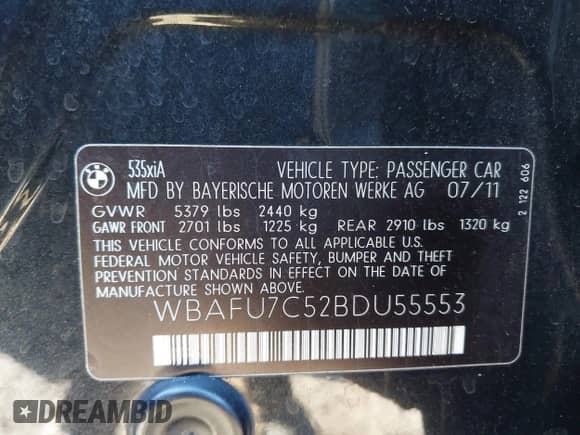 BMW
535xiA
VEHICLE TYPE: PASSENGER CAR
MFD BY BAYERISCHE MOTOREN WERKE AG 07/11
GVWR 5379 lbs 2440 kg
GAWR FRONT 2701 lbs 1225 kg REAR 2910 lbs 1320 kg
THIS VEHICLE CONFORMS TO ALL APPLICABLE U.S.
FEDERAL MOTOR VEHICLE SAFETY, BUMPER AND THEFT
PREVENTION STANDARDS IN EFFECT ON THE DATE OF
MANUFACTURE SHOWN ABOVE.
WBAFU7C52BDU55553
2 122 606
DREAMBID